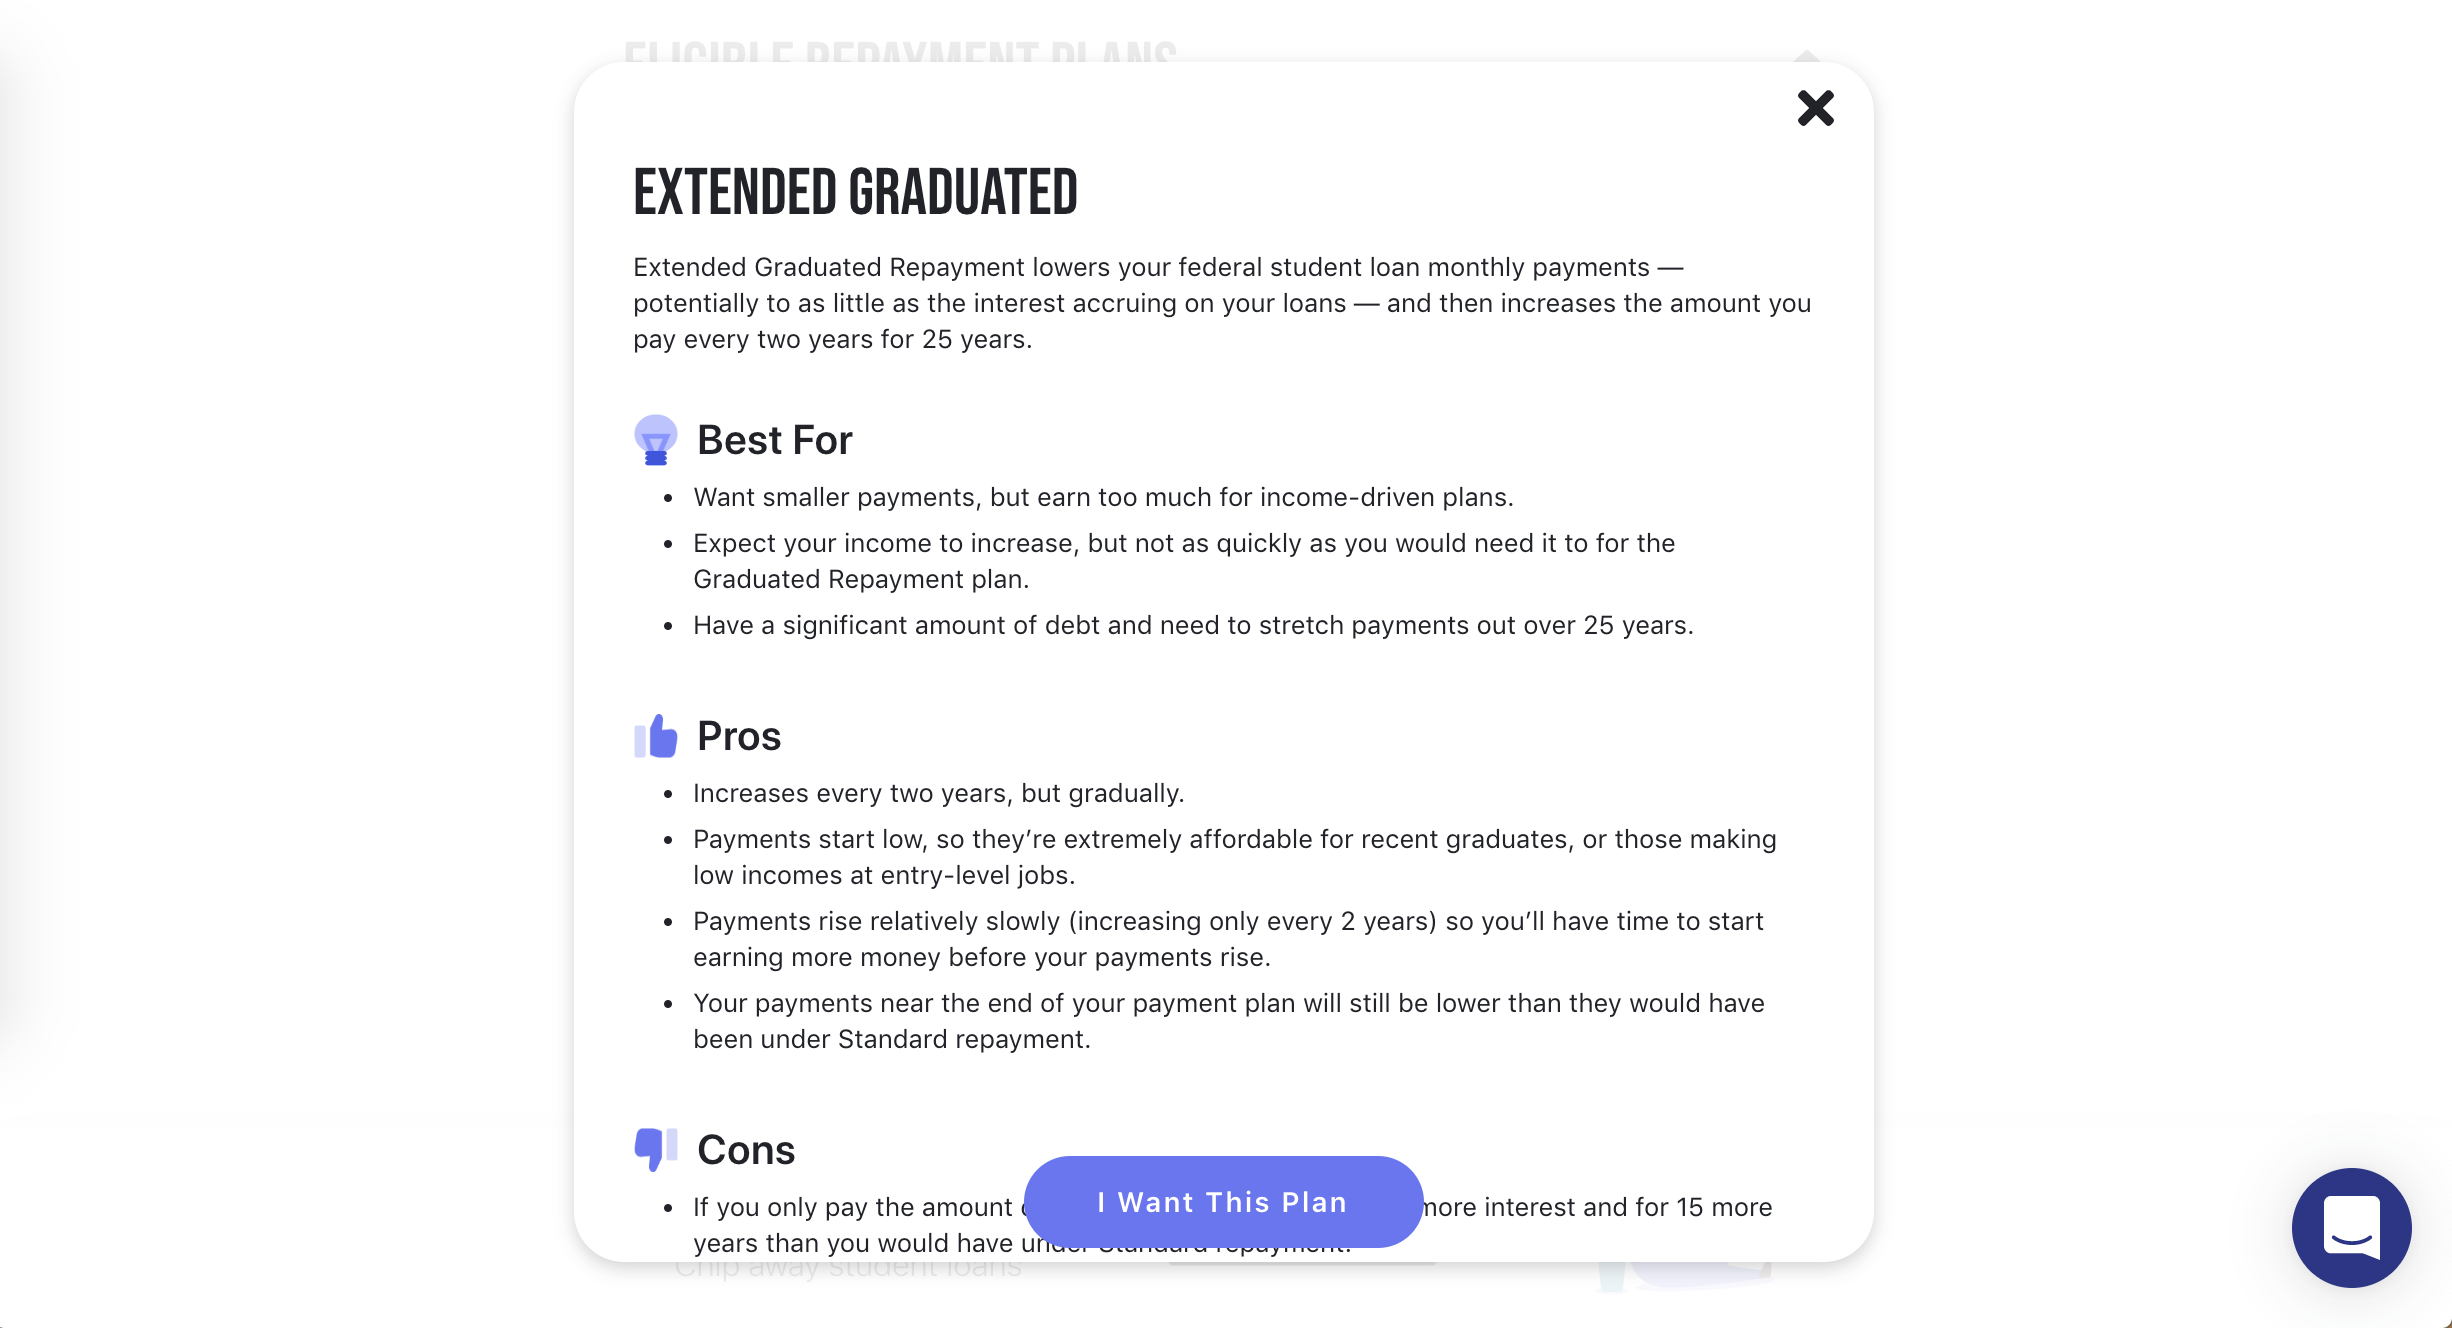 ELIGIBLE REPAYMENT PLANS
EXTENDED GRADUATED
Extended Graduated Repayment lowers your federal student loan monthly payments —
potentially to as little as the interest accruing on your loans — and then increases the amount you
pay every two years for 25 years.
Best For
• Want smaller payments, but earn too much for income-driven plans.
• Expect your income to increase, but not as quickly as you would need it to for the
Graduated Repayment plan.
• Have a significant amount of debt and need to stretch payments out over 25 years.
Pros
• Increases every two years, but gradually.
• Payments start low, so they’re extremely affordable for recent graduates, or those making
low incomes at entry-level jobs.
• Payments rise relatively slowly (increasing only every 2 years) so you’ll have time to start
earning more money before your payments rise.
• Your payments near the end of your payment plan will still be lower than they would have
been under Standard repayment.
Cons
• If you only pay the amount more interest and for 15 more
years than you would have under Standard repayment.
I Want This Plan
Chip away student loans